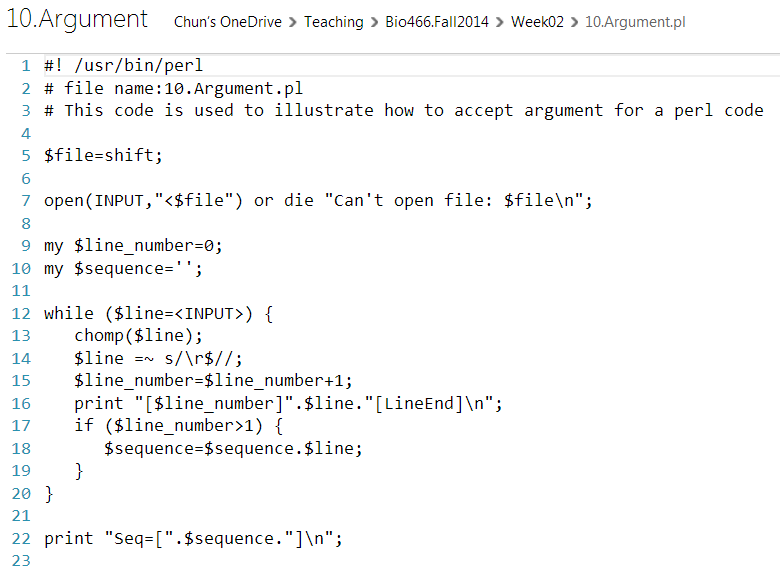 10.Argument Chun's OneDrive > Teaching > Bio466.Fall2014 > Week02 > 10.Argument.pl
1 #! /usr/bin/perl
2 # file name:10.Argument.pl
3 # This code is used to illustrate how to accept argument for a perl code
4
5 $file=shift;
6
7 open(INPUT,"<$file") or die "Can't open file: $file\n";
8
9 my $line_number=0;
10 my $sequence='';
11
12 while ($line=<INPUT>) {
13    chomp($line);
14    $line =~ s/\r$//;
15    $line_number=$line_number+1;
16    print "[$line_number]".$line."[LineEnd]\n";
17    if ($line_number>1) {
18       $sequence=$sequence.$line;
19    }
20 }
21
22 print "Seq=[".$sequence."]\n";
23